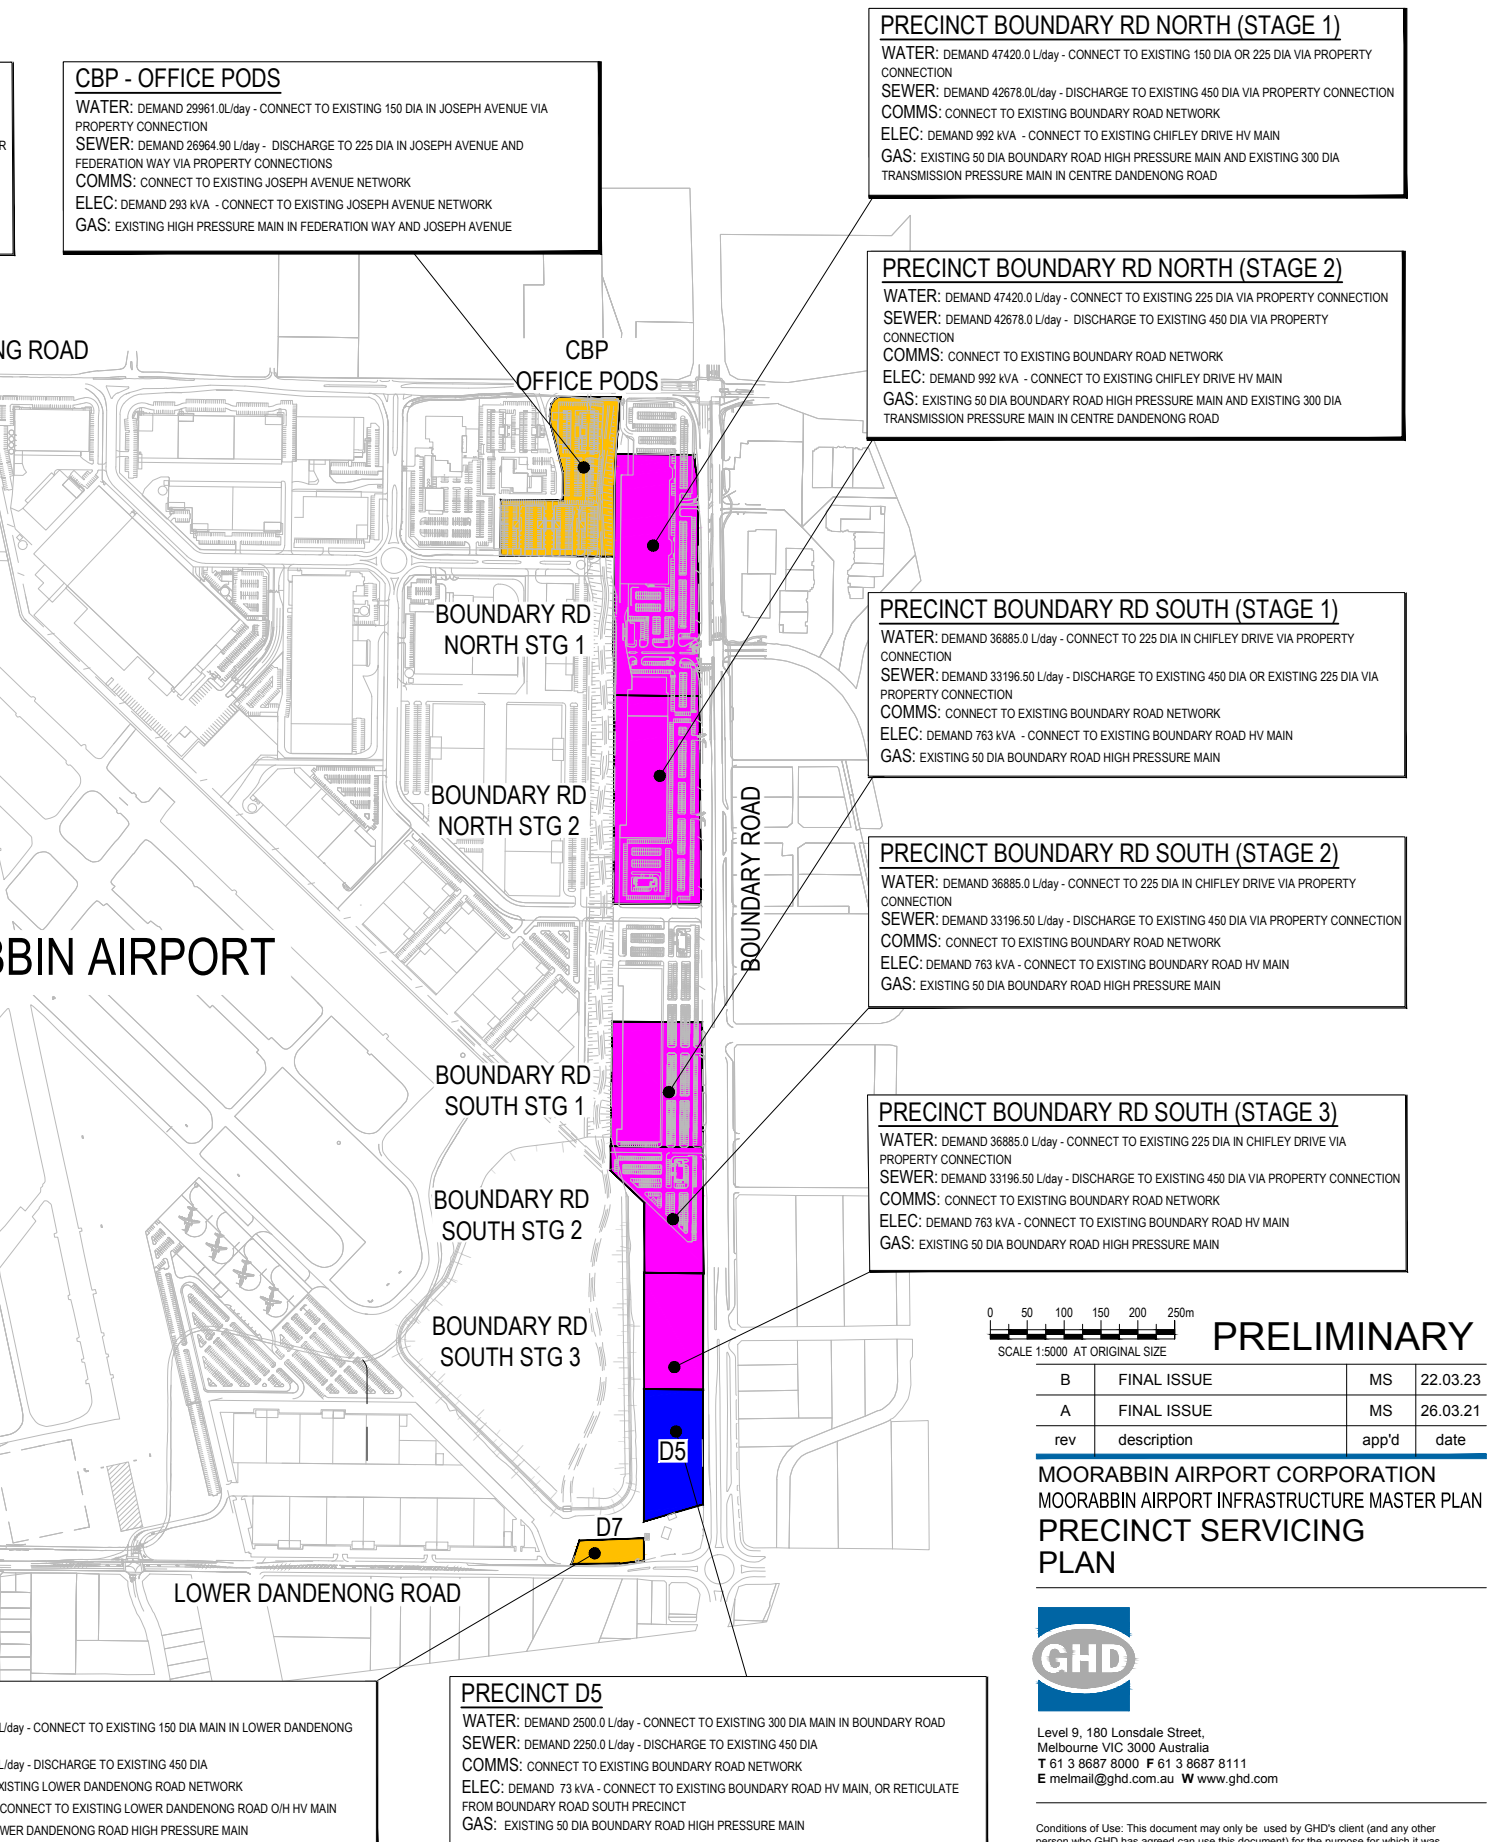 PRECINCT BOUNDARY RD NORTH (STAGE 1)
WATER: DEMAND 47420.0 L/day - CONNECT TO EXISTING 150 DIA OR 225 DIA VIA PROPERTY
CONNECTION
SEWER: DEMAND 42678.0L/day - DISCHARGE TO EXISTING 450 DIA VIA PROPERTY CONNECTION
COMMS: CONNECT TO EXISTING BOUNDARY ROAD NETWORK
ELEC: DEMAND 992 kVA - CONNECT TO EXISTING CHIFLEY DRIVE HV MAIN
GAS: EXISTING 50 DIA BOUNDARY ROAD HIGH PRESSURE MAIN AND EXISTING 300 DIA
TRANSMISSION PRESSURE MAIN IN CENTRE DANDENONG ROAD
CBP - OFFICE PODS
WATER: DEMAND 29961.0L/day - CONNECT TO EXISTING 150 DIA IN JOSEPH AVENUE VIA
PROPERTY CONNECTION
SEWER: DEMAND 26964.90 L/day - DISCHARGE TO 225 DIA IN JOSEPH AVENUE AND
FEDERATION WAY VIA PROPERTY CONNECTIONS
COMMS: CONNECT TO EXISTING JOSEPH AVENUE NETWORK
ELEC: DEMAND 293 kVA - CONNECT TO EXISTING JOSEPH AVENUE NETWORK
GAS: EXISTING HIGH PRESSURE MAIN IN FEDERATION WAY AND JOSEPH AVENUE
R
PRECINCT BOUNDARY RD NORTH (STAGE 2)
WATER: DEMAND 47420.0 L/day - CONNECT TO EXISTING 225 DIA VIA PROPERTY CONNECTION
SEWER: DEMAND 42678.0 L/day - DISCHARGE TO EXISTING 450 DIA VIA PROPERTY
CONNECTION
COMMS: CONNECT TO EXISTING BOUNDARY ROAD NETWORK
ELEC: DEMAND 992 kVA - CONNECT TO EXISTING CHIFLEY DRIVE HV MAIN
GAS: EXISTING 50 DIA BOUNDARY ROAD HIGH PRESSURE MAIN AND EXISTING 300 DIA
TRANSMISSION PRESSURE MAIN IN CENTRE DANDENONG ROAD
NG ROAD
CBP
OFFICE PODS
BOUNDARY RD
NORTH STG 1
PRECINCT BOUNDARY RD SOUTH (STAGE 1)
WATER: DEMAND 36885.0 L/day - CONNECT TO 225 DIA IN CHIFLEY DRIVE VIA PROPERTY
CONNECTION
SEWER: DEMAND 33196.50 L/day - DISCHARGE TO EXISTING 450 DIA OR EXISTING 225 DIA VIA
PROPERTY CONNECTION
COMMS: CONNECT TO EXISTING BOUNDARY ROAD NETWORK
ELEC: DEMAND 763 kVA - CONNECT TO EXISTING BOUNDARY ROAD HV MAIN
GAS: EXISTING 50 DIA BOUNDARY ROAD HIGH PRESSURE MAIN
BOUNDARY RD
NORTH STG 2
BOUNDARY ROAD
PRECINCT BOUNDARY RD SOUTH (STAGE 2)
WATER: DEMAND 36885.0 L/day - CONNECT TO 225 DIA IN CHIFLEY DRIVE VIA PROPERTY
CONNECTION
SEWER: DEMAND 33196.50 L/day - DISCHARGE TO EXISTING 450 DIA VIA PROPERTY CONNECTION
COMMS: CONNECT TO EXISTING BOUNDARY ROAD NETWORK
ELEC: DEMAND 763 kVA - CONNECT TO EXISTING BOUNDARY ROAD HV MAIN
GAS: EXISTING 50 DIA BOUNDARY ROAD HIGH PRESSURE MAIN
BBIN AIRPORT
BOUNDARY RD
SOUTH STG 1
PRECINCT BOUNDARY RD SOUTH (STAGE 3)
WATER: DEMAND 36885.0 L/day - CONNECT TO EXISTING 225 DIA IN CHIFLEY DRIVE VIA
PROPERTY CONNECTION
SEWER: DEMAND 33196.50 L/day - DISCHARGE TO EXISTING 450 DIA VIA PROPERTY CONNECTION
COMMS: CONNECT TO EXISTING BOUNDARY ROAD NETWORK
ELEC: DEMAND 763 kVA - CONNECT TO EXISTING BOUNDARY ROAD HV MAIN
GAS: EXISTING 50 DIA BOUNDARY ROAD HIGH PRESSURE MAIN
BOUNDARY RD
SOUTH STG 2
BOUNDARY RD
SOUTH STG 3
0 50 100 150 200 250m
SCALE 1:5000 AT ORIGINAL SIZE
PRELIMINARY
B FINAL ISSUE MS 22.03.23
A FINAL ISSUE MS 26.03.21
rev description app'd date
D5
D7
LOWER DANDENONG ROAD
MOORABBIN AIRPORT CORPORATION
MOORABBIN AIRPORT INFRASTRUCTURE MASTER PLAN
PRECINCT SERVICING
PLAN
GHD
Level 9, 180 Lonsdale Street,
Melbourne VIC 3000 Australia
T 61 3 8687 8000 F 61 3 8687 8111
E melmail@ghd.com.au W www.ghd.com
L/day - CONNECT TO EXISTING 150 DIA MAIN IN LOWER DANDENONG
L/day - DISCHARGE TO EXISTING 450 DIA
XISTING LOWER DANDENONG ROAD NETWORK
CONNECT TO EXISTING LOWER DANDENONG ROAD O/H HV MAIN
WER DANDENONG ROAD HIGH PRESSURE MAIN
PRECINCT D5
WATER: DEMAND 2500.0 L/day - CONNECT TO EXISTING 300 DIA MAIN IN BOUNDARY ROAD
SEWER: DEMAND 2250.0 L/day - DISCHARGE TO EXISTING 450 DIA
COMMS: CONNECT TO EXISTING BOUNDARY ROAD NETWORK
ELEC: DEMAND 73 kVA - CONNECT TO EXISTING BOUNDARY ROAD HV MAIN, OR RETICULATE
FROM BOUNDARY ROAD SOUTH PRECINCT
GAS: EXISTING 50 DIA BOUNDARY ROAD HIGH PRESSURE MAIN
Conditions of Use: This document may only be used by GHD's client (and any other
person who GHD has agreed can use this document) for the purpose for which it was